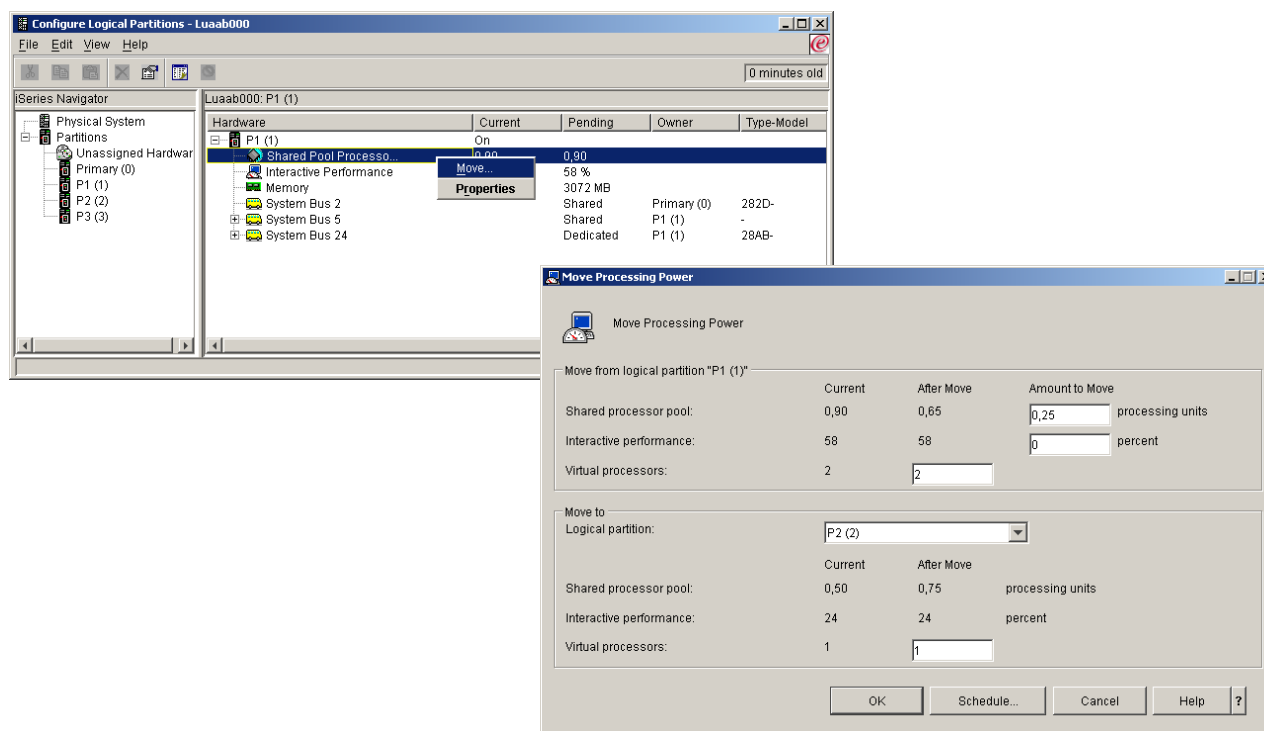 Configure Logical Partitions - Luaab000
File Edit View Help
0 minutes old
iSeries Navigator
Luaab000: P1 (1)
Physical System
Partitions
Unassigned Hardwar
Primary (0)
P1 (1)
P2 (2)
P3 (3)
Hardware Current Pending Owner Type-Model
P1 (1) On
Shared Pool Processo... 0,90 0,90
Interactive Performance 58 %
Memory 3072 MB
System Bus 2 Shared Primary (0) 282D-
System Bus 5 Shared P1 (1) -
System Bus 24 Dedicated P1 (1) 28AB-
Move...
Properties
Move Processing Power
Move Processing Power
Move from logical partition "P1 (1)"
Current After Move Amount to Move
Shared processor pool: 0,90 0,65 0,25 processing units
Interactive performance: 58 58 0 percent
Virtual processors: 2 2
Move to
Logical partition: P2 (2)
Current After Move
Shared processor pool: 0,50 0,75 processing units
Interactive performance: 24 24 percent
Virtual processors: 1 1
OK Schedule... Cancel Help ?